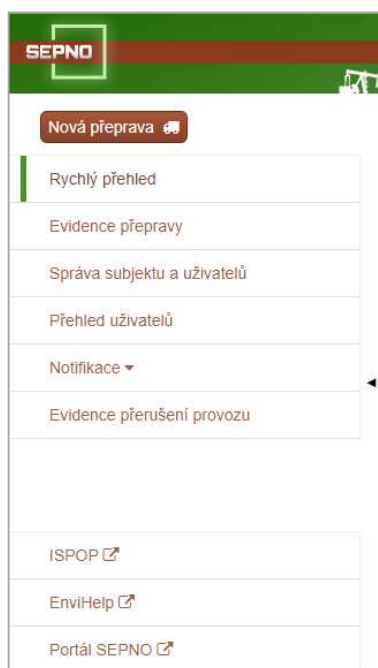 SEPNO
Nová přeprava
Rychlý přehled
Evidence přepravy
Správa subjektu a uživatelů
Přehled uživatelů
Notifikace
Evidence přerušení provozu
ISPOP
EnviHelp
Portál SEPNO